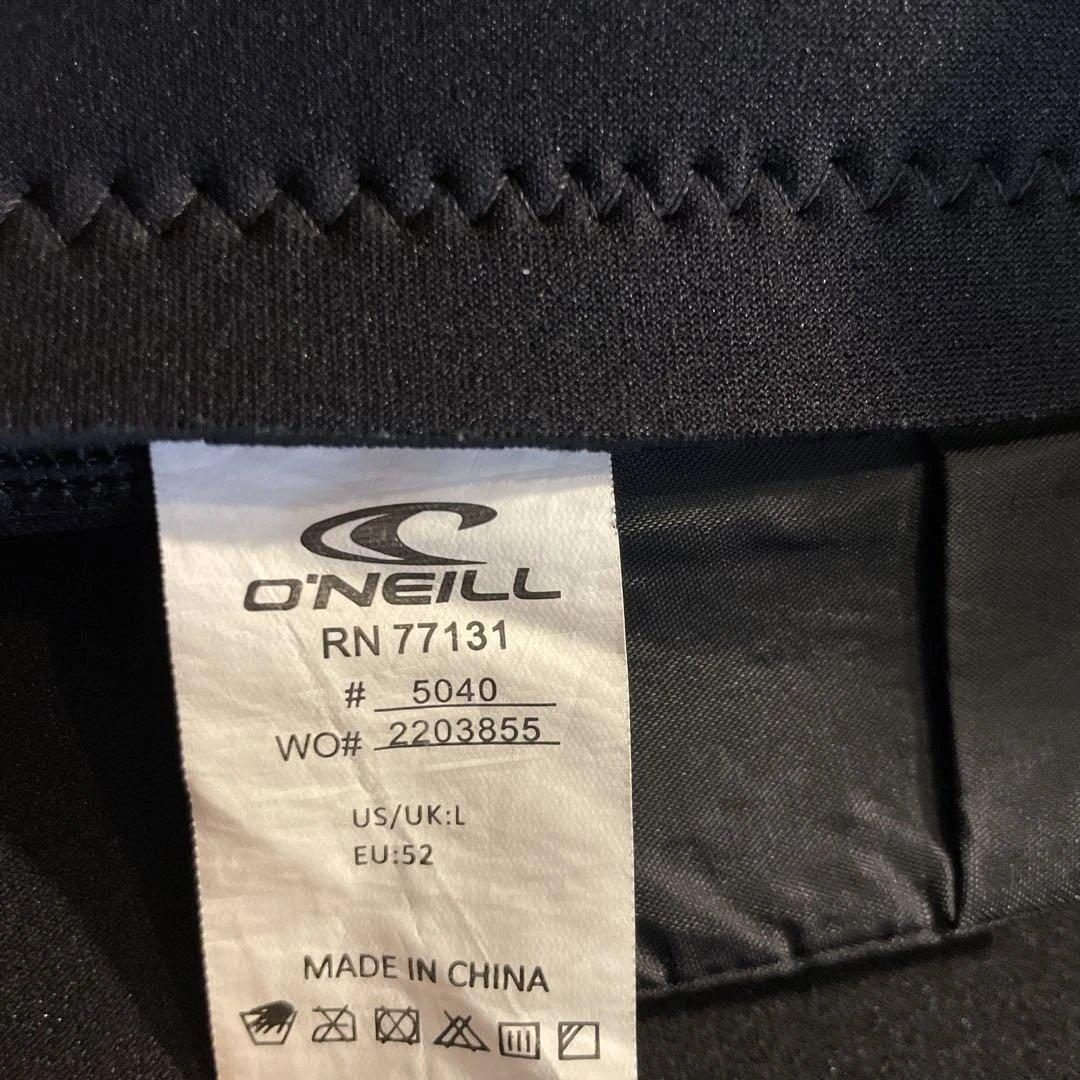 O'NEILL
RN 77131
# 5040
WO# 2203855
US/UK:L
EU:52
MADE IN CHINA